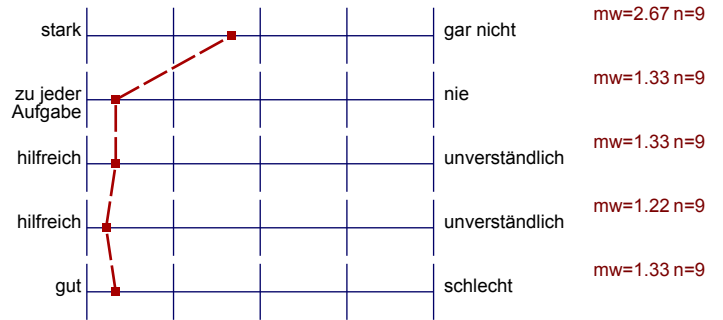 stark gar nicht mw=2.67 n=9
zu jeder
Aufgabe nie mw=1.33 n=9
hilfreich unverständlich mw=1.33 n=9
hilfreich unverständlich mw=1.22 n=9
gut schlecht mw=1.33 n=9